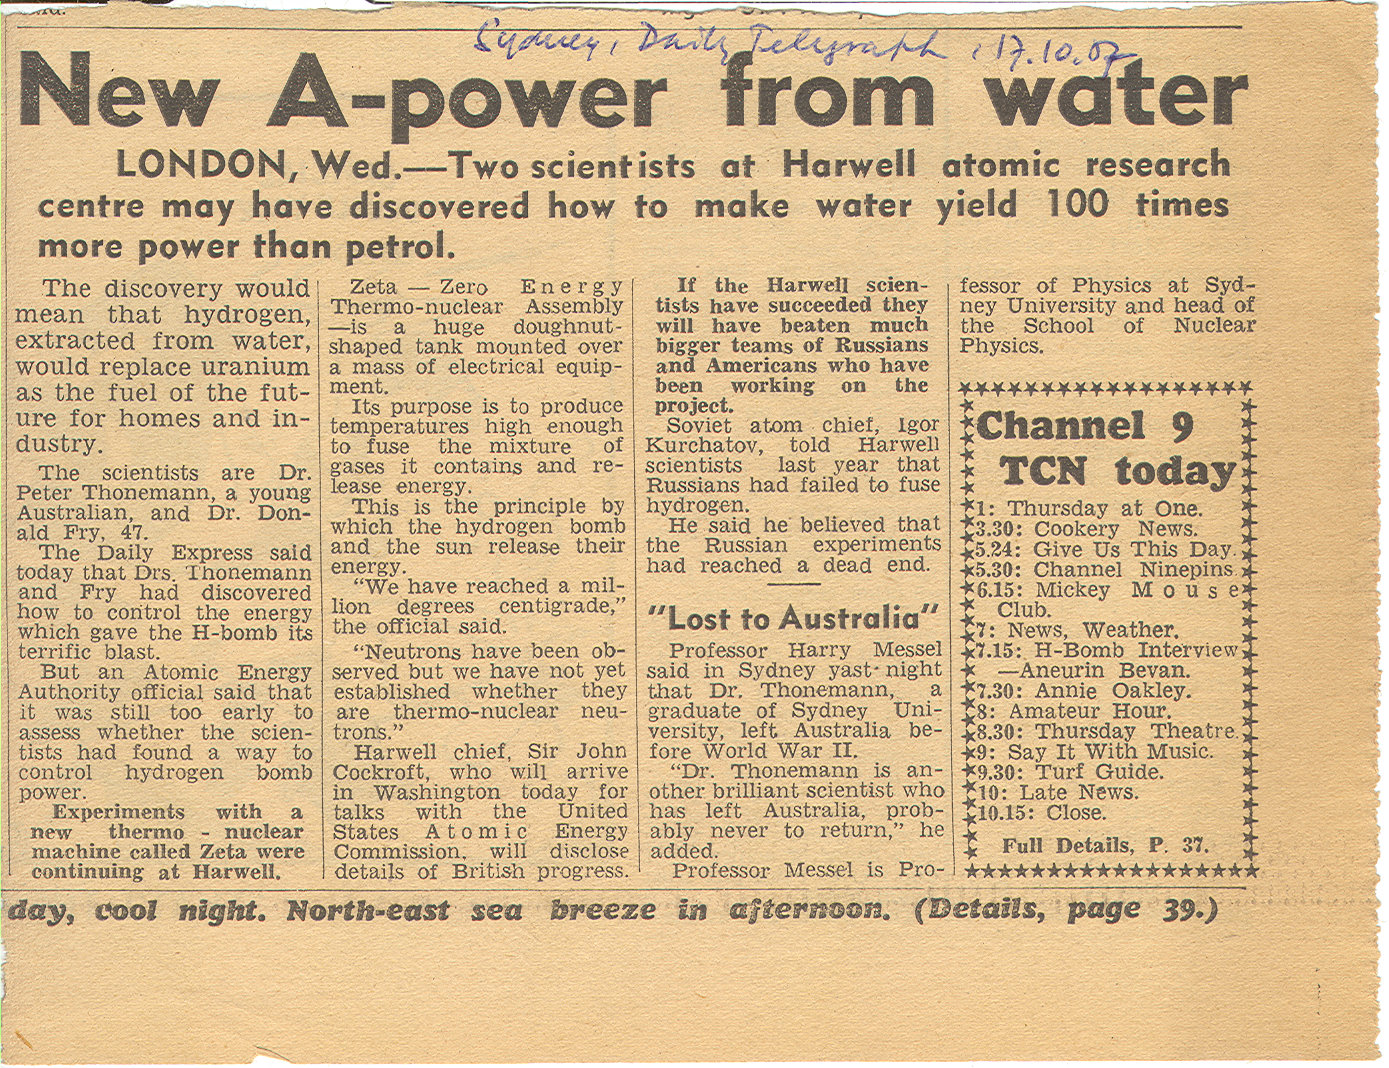 Sydney, Daily Telegraph, 17.10.57
New A-power from water
LONDON, Wed.—Two scientists at Harwell atomic research
centre may have discovered how to make water yield 100 times
more power than petrol.
The discovery would
mean that hydrogen,
extracted from water,
would replace uranium
as the fuel of the fut-
ure for homes and in-
dustry.
The scientists are Dr.
Peter Thonemann, a young
Australian, and Dr. Don-
ald Fry, 47.
The Daily Express said
today that Drs. Thonemann
and Fry had discovered
how to control the energy
which gave the H-bomb its
terrific blast.
But an Atomic Energy
Authority official said that
it was still too early to
assess whether the scien-
tists had found a way to
control hydrogen bomb
power.
Experiments with a
new thermo - nuclear
machine called Zeta were
continuing at Harwell.
Zeta — Zero Energy
Thermo-nuclear Assembly
—is a huge doughnut-
shaped tank mounted over
a mass of electrical equip-
ment.
Its purpose is to produce
temperatures high enough
to fuse the mixture of
gases it contains and re-
lease energy.
This is the principle by
which the hydrogen bomb
and the sun release their
energy.
"We have reached a mil-
lion degrees centigrade,"
the official said.
"Neutrons have been ob-
served but we have not yet
established whether they
are thermo-nuclear neu-
trons."
Harwell chief, Sir John
Cockroft, who will arrive
in Washington today for
talks with the United
States Atomic Energy
Commission, will disclose
details of British progress.
If the Harwell scien-
tists have succeeded they
will have beaten much
bigger teams of Russians
and Americans who have
been working on the
project.
Soviet atom chief, Igor
Kurchatov, told Harwell
scientists last year that
Russians had failed to fuse
hydrogen.
He said he believed that
the Russian experiments
had reached a dead end.
"Lost to Australia"
Professor Harry Messel
said in Sydney yast·night
that Dr. Thonemann, a
graduate of Sydney Uni-
versity, left Australia be-
fore World War II.
"Dr. Thonemann is an-
other brilliant scientist who
has left Australia, prob-
ably never to return," he
added.
Professor Messel is Pro-
fessor of Physics at Syd-
ney University and head of
the School of Nuclear
Physics.
Channel 9
TCN today
1: Thursday at One.
3.30: Cookery News.
5.24: Give Us This Day.
5.30: Channel Ninepins.
6.15: Mickey Mouse
Club.
7: News, Weather.
7.15: H-Bomb Interview
—Aneurin Bevan.
7.30: Annie Oakley.
8: Amateur Hour.
8.30: Thursday Theatre.
9: Say It With Music.
9.30: Turf Guide.
10: Late News.
10.15: Close.
Full Details, P. 37.
day, cool night. North-east sea breeze in afternoon. (Details, page 39.)